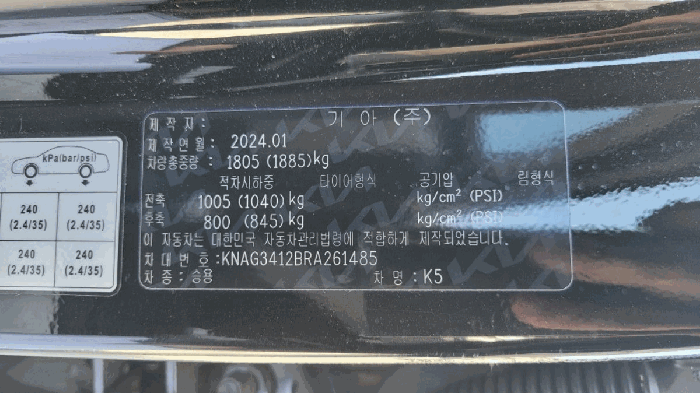 kPa(bar/psi)
240 240
(2.4/35) (2.4/35)
240 240
(2.4/35) (2.4/35)
제작자: 기아(주)
제작연월: 2024.01
차량총중량: 1805 (1885)kg
적차시하중 타이어형식 공기압 림형식
전축 1005 (1040)kg kg/cm² (PSI)
후축 800 (845)kg kg/cm² (PSI)
이 자동차는 대한민국 자동차관리법령에 적합하게 제작되었습니다.
차대번호:KNAG3412BRA261485
차종: 승용 차명: K5